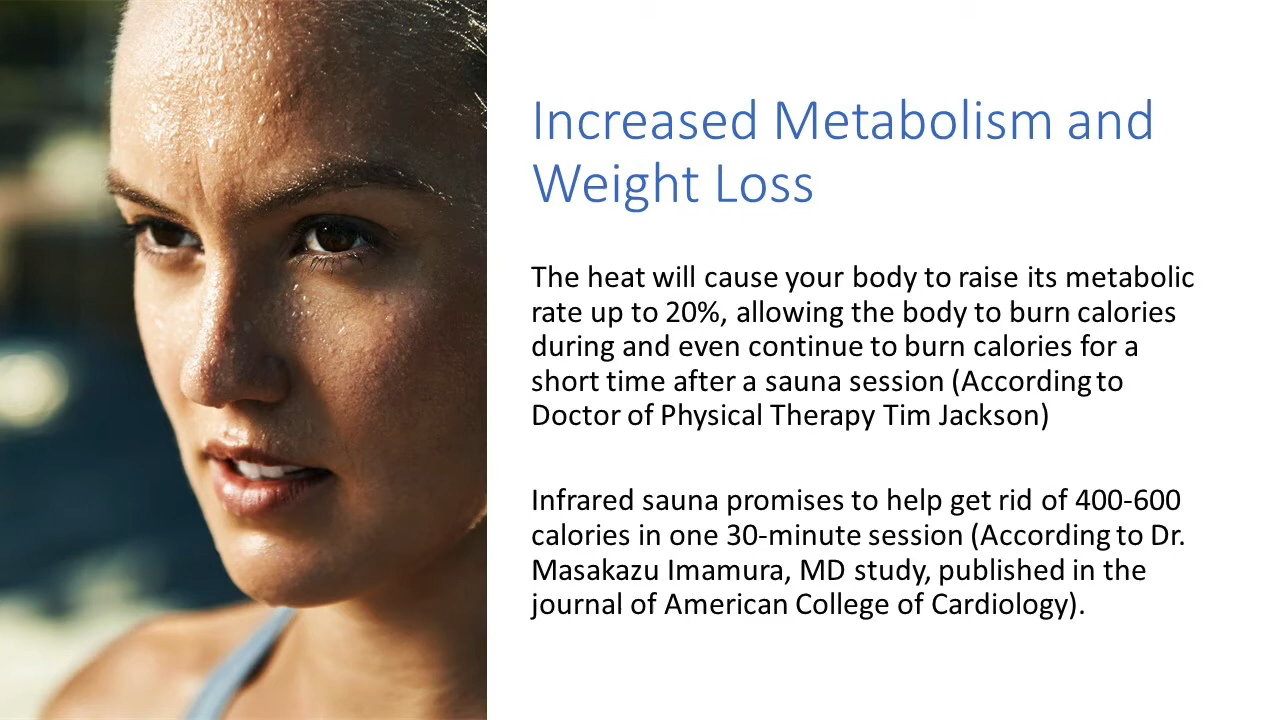 Increased Metabolism and
Weight Loss
The heat will cause your body to raise its metabolic
rate up to 20%, allowing the body to burn calories
during and even continue to burn calories for a
short time after a sauna session (According to
Doctor of Physical Therapy Tim Jackson)
Infrared sauna promises to help get rid of 400-600
calories in one 30-minute session (According to Dr.
Masakazu Imamura, MD study, published in the
journal of American College of Cardiology).